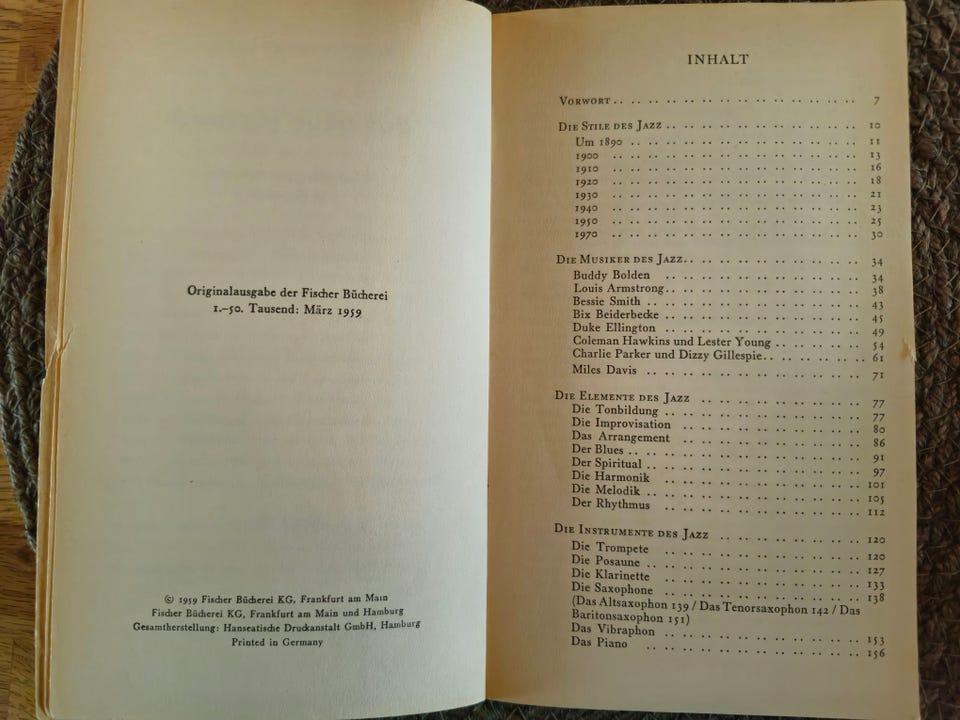 Originalausgabe der Fischer Bücherei
1.–50. Tausend: März 1959
© 1959 Fischer Bücherei KG, Frankfurt am Main
Fischer Bücherei KG, Frankfurt am Main und Hamburg
Gesamtherstellung: Hanseatische Druckanstalt GmbH, Hamburg
Printed in Germany
INHALT
Vorwort .. .. .. .. .. .. .. .. .. .. .. .. .. .. 7
Die Stile des Jazz .. .. .. .. .. .. .. .. .. .. .. 10
Um 1890 .. .. .. .. .. .. .. .. .. .. .. .. .. 11
1900 .. .. .. .. .. .. .. .. .. .. .. .. .. .. 13
1910 .. .. .. .. .. .. .. .. .. .. .. .. .. .. 16
1920 .. .. .. .. .. .. .. .. .. .. .. .. .. .. 18
1930 .. .. .. .. .. .. .. .. .. .. .. .. .. .. 21
1940 .. .. .. .. .. .. .. .. .. .. .. .. .. .. 23
1950 .. .. .. .. .. .. .. .. .. .. .. .. .. .. 25
1970 .. .. .. .. .. .. .. .. .. .. .. .. .. .. 30
Die Musiker des Jazz .. .. .. .. .. .. .. .. .. .. 34
Buddy Bolden .. .. .. .. .. .. .. .. .. .. .. 34
Louis Armstrong .. .. .. .. .. .. .. .. .. .. .. 38
Bessie Smith .. .. .. .. .. .. .. .. .. .. .. .. 43
Bix Beiderbecke .. .. .. .. .. .. .. .. .. .. .. 45
Duke Ellington .. .. .. .. .. .. .. .. .. .. .. 49
Coleman Hawkins und Lester Young .. .. .. .. .. 54
Charlie Parker und Dizzy Gillespie .. .. .. .. .. .. 61
Miles Davis .. .. .. .. .. .. .. .. .. .. .. .. 71
Die Elemente des Jazz .. .. .. .. .. .. .. .. .. 77
Die Tonbildung .. .. .. .. .. .. .. .. .. .. .. 77
Die Improvisation .. .. .. .. .. .. .. .. .. .. 80
Das Arrangement .. .. .. .. .. .. .. .. .. .. 86
Der Blues .. .. .. .. .. .. .. .. .. .. .. .. .. 91
Der Spiritual .. .. .. .. .. .. .. .. .. .. .. .. 97
Die Harmonik .. .. .. .. .. .. .. .. .. .. .. 101
Die Melodik .. .. .. .. .. .. .. .. .. .. .. .. 105
Der Rhythmus .. .. .. .. .. .. .. .. .. .. .. 112
Die Instrumente des Jazz .. .. .. .. .. .. .. .. 120
Die Trompete .. .. .. .. .. .. .. .. .. .. .. 120
Die Posaune .. .. .. .. .. .. .. .. .. .. .. .. 127
Die Klarinette .. .. .. .. .. .. .. .. .. .. .. 133
Die Saxophone .. .. .. .. .. .. .. .. .. .. .. 138
(Das Altsaxophon 139 / Das Tenorsaxophon 142 / Das
Baritonsaxophon 151)
Das Vibraphon .. .. .. .. .. .. .. .. .. .. .. 153
Das Piano .. .. .. .. .. .. .. .. .. .. .. .. 156